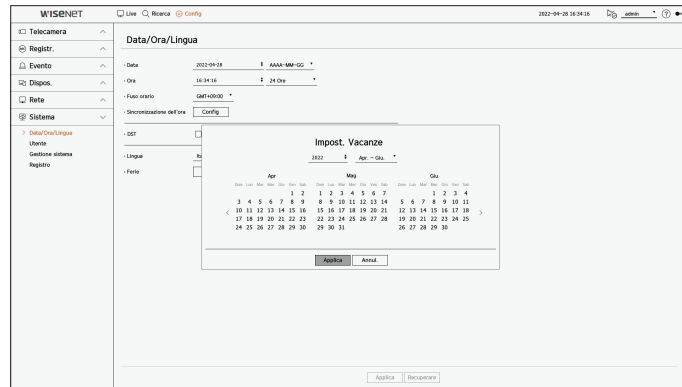 WISENET
Live Ricerca Config
2022-04-28 16:34:16 admin
Telecamera
Registr.
Evento
Dispos.
Rete
Sistema
> Data/Ora/Lingua
Utente
Gestione sistema
Registro
Data/Ora/Lingua
· Data 2022-04-28 AAAA-MM-GG
· Ora 16:34:16 24 Ore
· Fuso orario GMT+09:00
· Sincronizzazione dell'ora Config
· DST
· Lingua
· Ferie
Impost. Vacanze
2022 Apr. ~ Giu.
Apr Mag Giu
Dom Lun Mar Mer Gio Ven Sab Dom Lun Mar Mer Gio Ven Sab Dom Lun Mar Mer Gio Ven Sab
1 2 1 2 3 4 5 6 7 1 2 3 4
3 4 5 6 7 8 9 8 9 10 11 12 13 14 5 6 7 8 9 10 11
< 10 11 12 13 14 15 16 15 16 17 18 19 20 21 12 13 14 15 16 17 18 >
17 18 19 20 21 22 23 22 23 24 25 26 27 28 19 20 21 22 23 24 25
24 25 26 27 28 29 30 29 30 31 26 27 28 29 30
Applica Annul.
Applica Recuperare